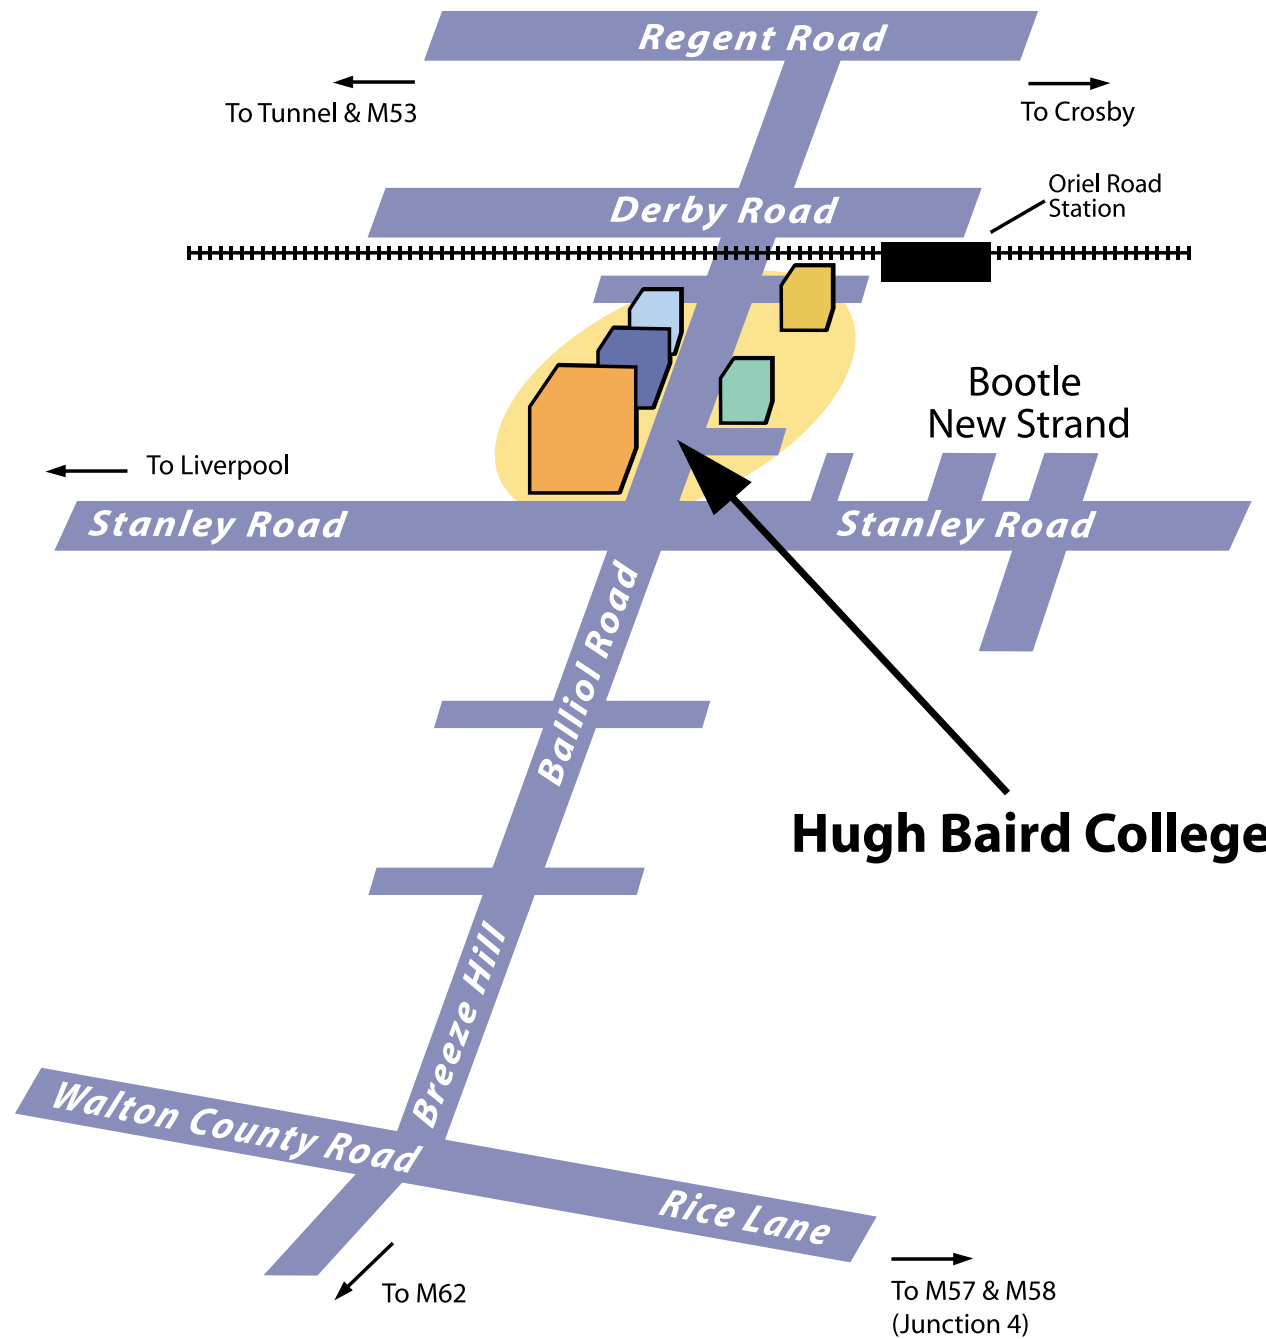 Regent Road
To Tunnel & M53
To Crosby
Oriel Road
Station
Derby Road
Bootle
New Strand
To Liverpool
Stanley Road
Stanley Road
Balliol Road
Hugh Baird College
Breeze Hill
Walton County Road
Rice Lane
To M62
To M57 & M58
(Junction 4)